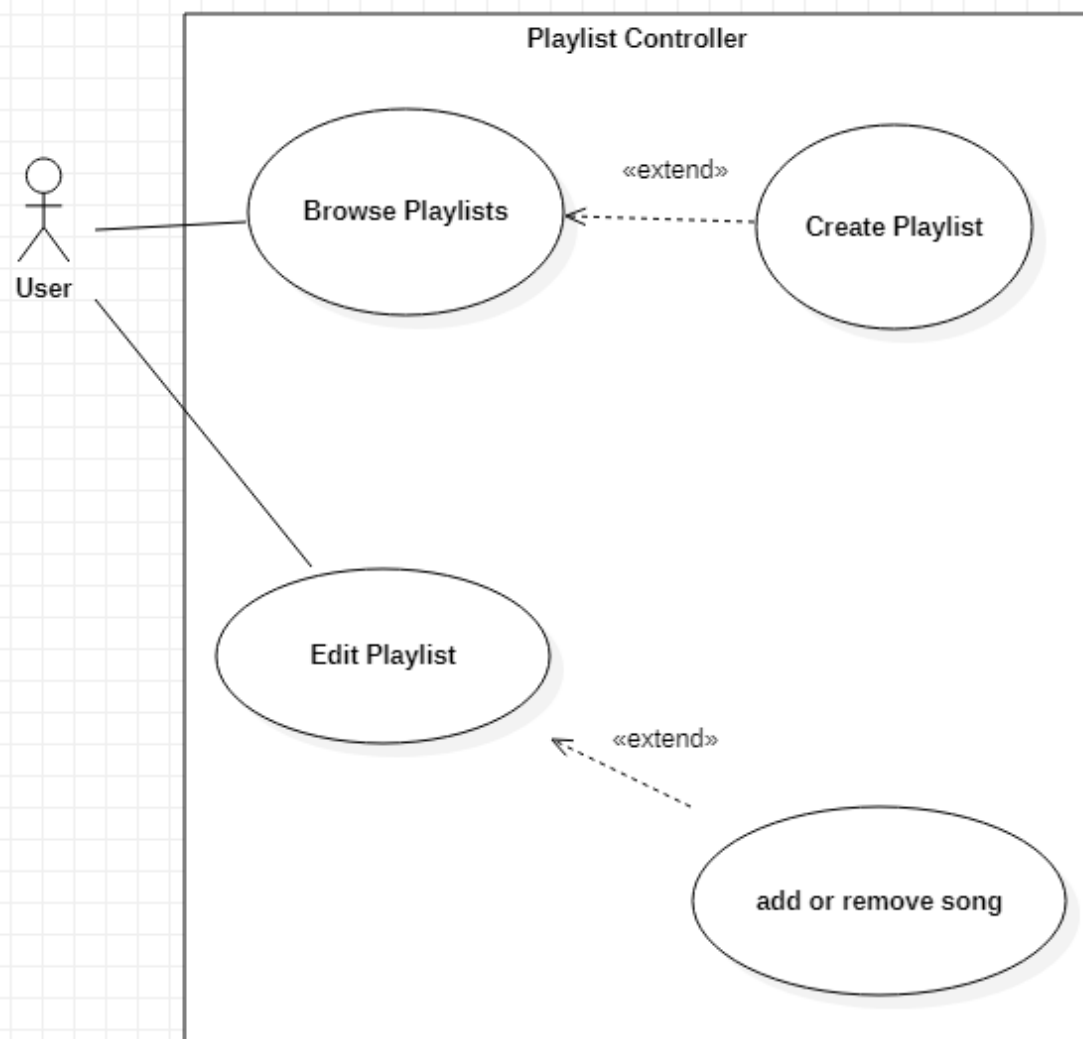 Playlist Controller
«extend»
Browse Playlists
Create Playlist
User
Edit Playlist
«extend»
add or remove song